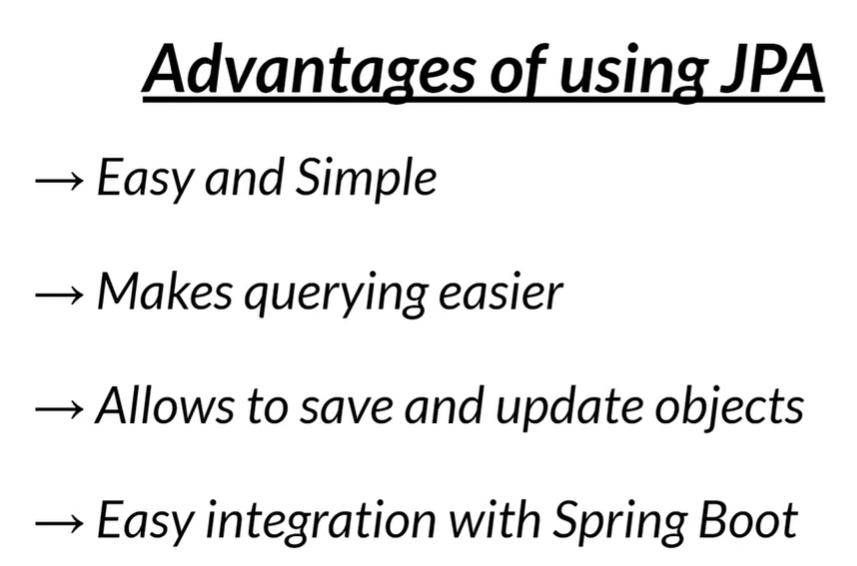 Advantages of using JPA
→ Easy and Simple
→ Makes querying easier
→ Allows to save and update objects
→ Easy integration with Spring Boot